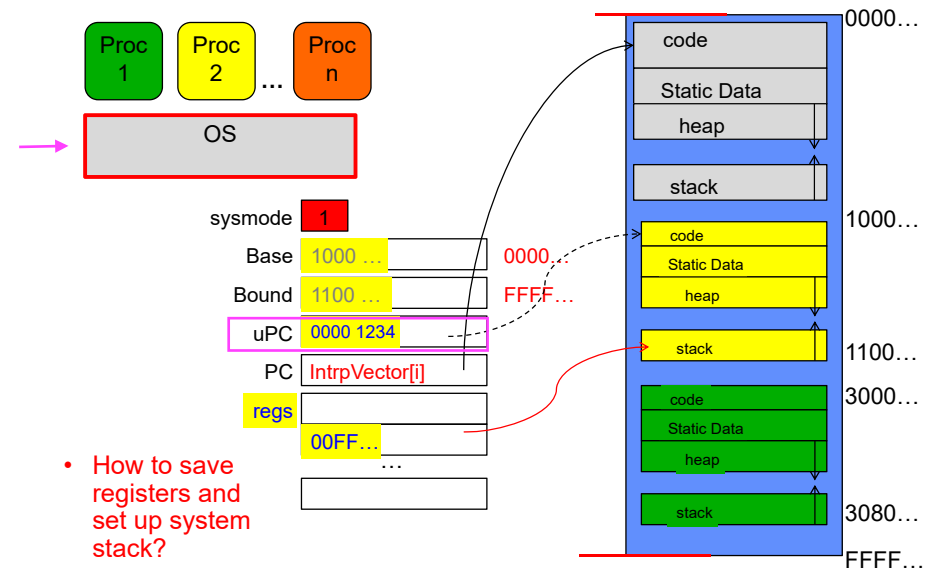 Proc
1
Proc
2
...
Proc
n
OS
sysmode 1
Base 1000 … 0000…
Bound 1100 … FFFF…
uPC 0000 1234
PC IntrpVector[i]
regs
00FF…
…
• How to save
registers and
set up system
stack?
0000…
code
Static Data
heap
stack
1000…
code
Static Data
heap
stack
1100…
3000…
code
Static Data
heap
stack
3080…
FFFF…